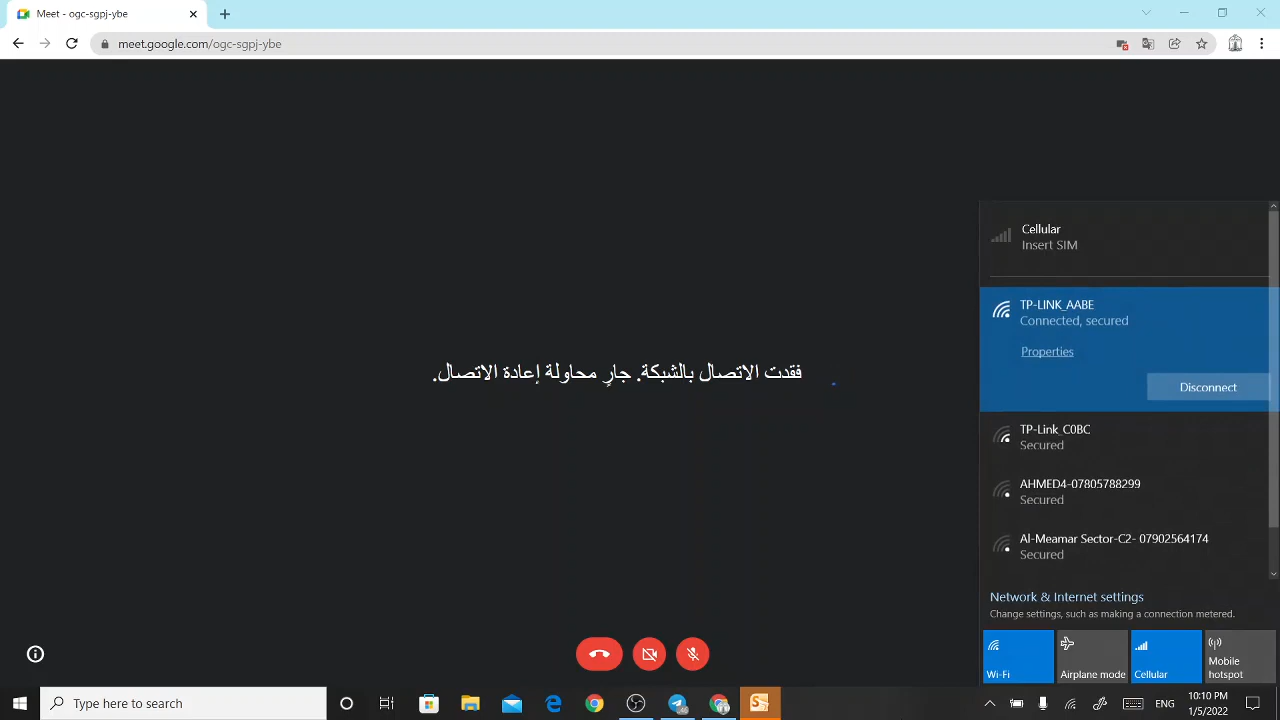 Meet - ogc-sgpj-ybe
meet.google.com/ogc-sgpj-ybe
Cellular
Insert SIM
TP-LINK_AABE
Connected, secured
Properties
Disconnect
فقدت الاتصال بالشبكة. جارٍ محاولة إعادة الاتصال.
TP-Link_C0BC
Secured
AHMED4-07805788299
Secured
Al-Meamar Sector-C2- 07902564174
Secured
Network & Internet settings
Change settings, such as making a connection metered.
Wi-Fi
Airplane mode
Cellular
Mobile hotspot
Type here to search
ENG
10:10 PM
1/5/2022